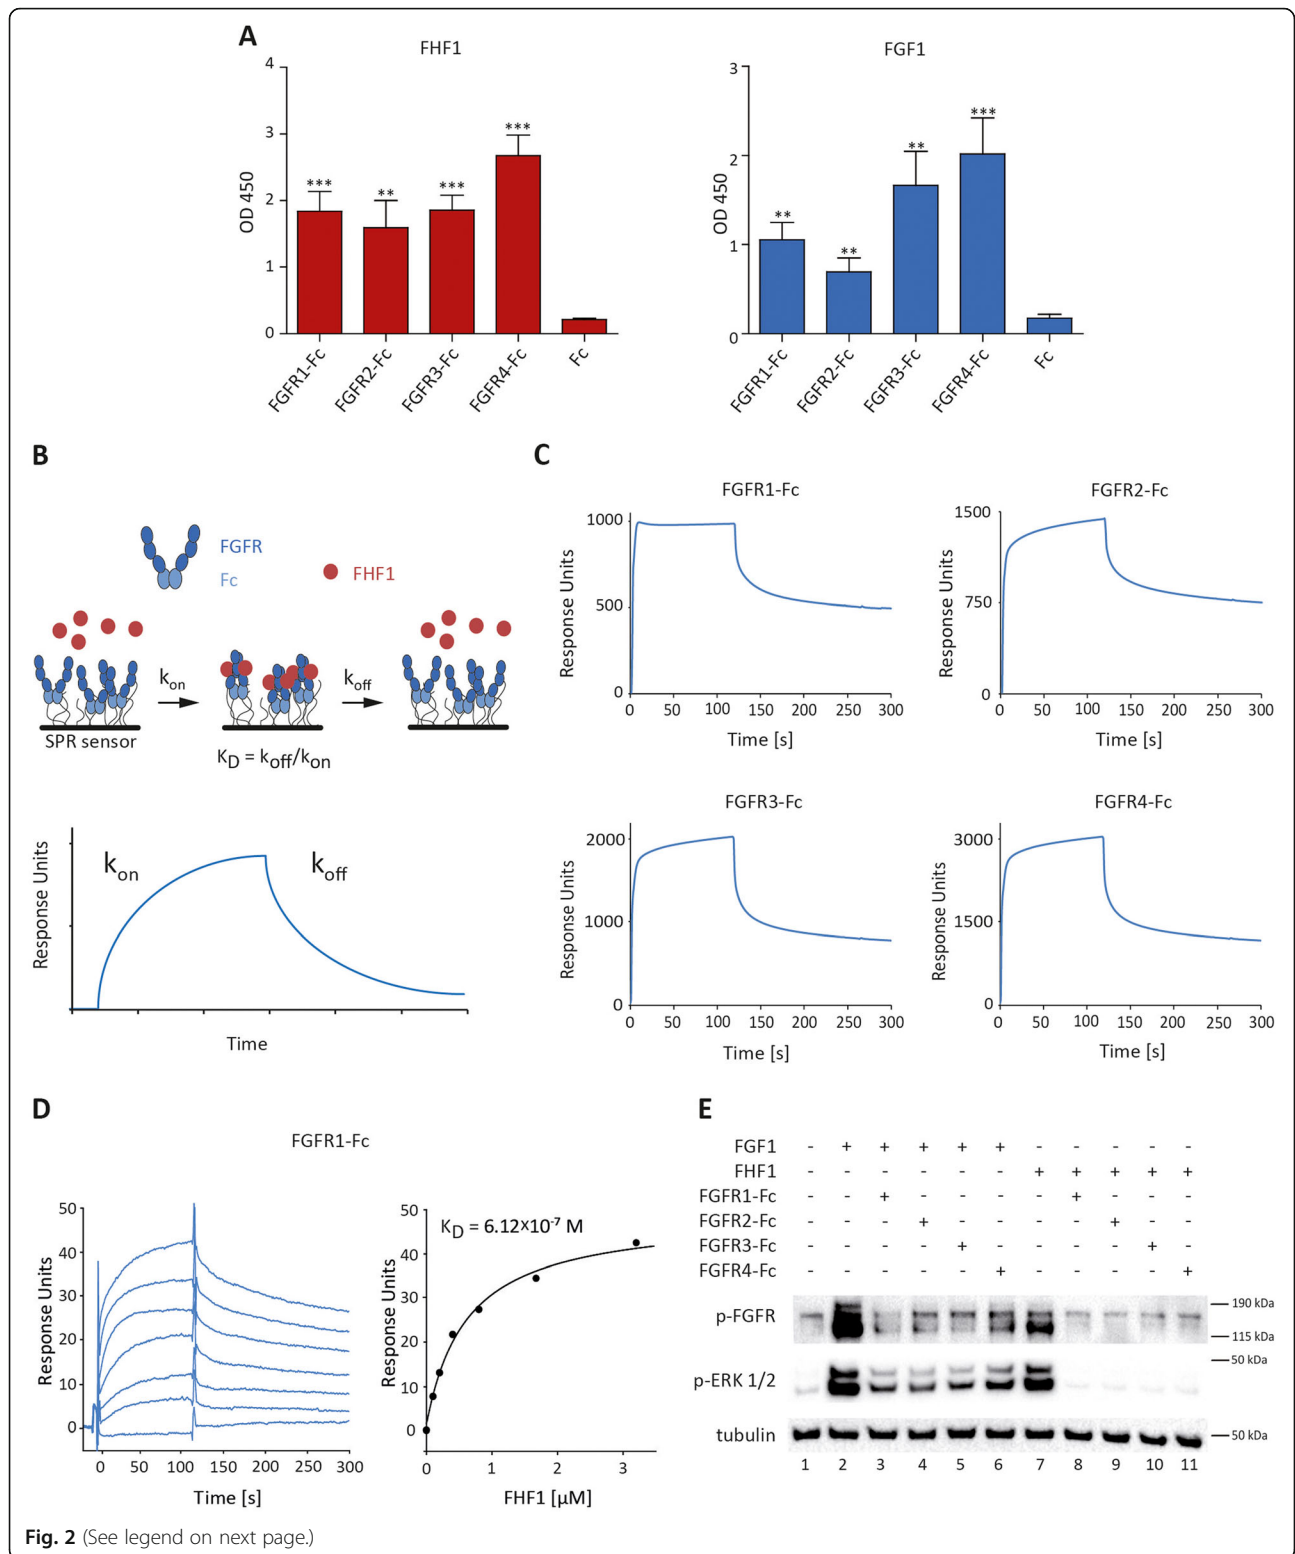 A
FHF1
OD 450
4
3
2
1
0
***
**
***
***
FGFR1-Fc
FGFR2-Fc
FGFR3-Fc
FGFR4-Fc
Fc
FGF1
OD 450
3
2
1
0
**
**
**
***
FGFR1-Fc
FGFR2-Fc
FGFR3-Fc
FGFR4-Fc
Fc
B
FGFR
Fc
FHF1
kon
koff
SPR sensor
KD = koff/kon
Response Units
kon
koff
Time
C
FGFR1-Fc
Response Units
1000
500
0
0 50 100 150 200 250 300
Time [s]
FGFR2-Fc
Response Units
1500
750
0
0 50 100 150 200 250 300
Time [s]
FGFR3-Fc
Response Units
2000
1000
0
0 50 100 150 200 250 300
Time [s]
FGFR4-Fc
Response Units
3000
1500
0
0 50 100 150 200 250 300
Time [s]
D
FGFR1-Fc
Response Units
50
40
30
20
10
0
0 50 100 150 200 250 300
Time [s]
Response Units
50
40
30
20
10
0
KD = 6.12×10-7 M
0 1 2 3
FHF1 [µM]
E
FGF1 - + + + + + - - - - -
FHF1 - - - - - - + + + + +
FGFR1-Fc - - + - - - - + - - -
FGFR2-Fc - - - + - - - - + - -
FGFR3-Fc - - - - + - - - - + -
FGFR4-Fc - - - - - + - - - - +
p-FGFR
190 kDa
115 kDa
p-ERK 1/2
50 kDa
tubulin
50 kDa
1 2 3 4 5 6 7 8 9 10 11
Fig. 2 (See legend on next page.)